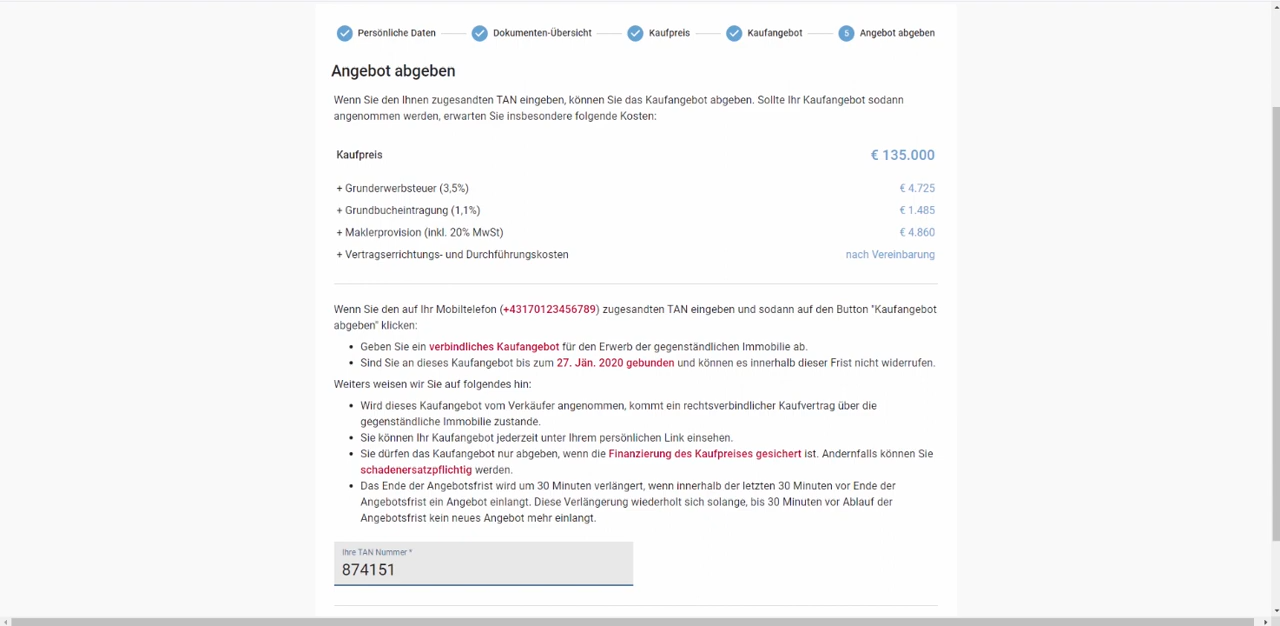 Persönliche Daten Dokumenten-Übersicht Kaufpreis Kaufangebot 5 Angebot abgeben
Angebot abgeben
Wenn Sie den Ihnen zugesandten TAN eingeben, können Sie das Kaufangebot abgeben. Sollte Ihr Kaufangebot sodann
angenommen werden, erwarten Sie insbesondere folgende Kosten:
Kaufpreis € 135.000
+ Grunderwerbsteuer (3,5%) € 4.725
+ Grundbucheintragung (1,1%) € 1.485
+ Maklerprovision (inkl. 20% MwSt) € 4.860
+ Vertragserrichtungs- und Durchführungskosten nach Vereinbarung
Wenn Sie den auf Ihr Mobiltelefon (+43170123456789) zugesandten TAN eingeben und sodann auf den Button "Kaufangebot
abgeben" klicken:
• Geben Sie ein verbindliches Kaufangebot für den Erwerb der gegenständlichen Immobilie ab.
• Sind Sie an dieses Kaufangebot bis zum 27. Jän. 2020 gebunden und können es innerhalb dieser Frist nicht widerrufen.
Weiters weisen wir Sie auf folgendes hin:
• Wird dieses Kaufangebot vom Verkäufer angenommen, kommt ein rechtsverbindlicher Kaufvertrag über die
gegenständliche Immobilie zustande.
• Sie können Ihr Kaufangebot jederzeit unter Ihrem persönlichen Link einsehen.
• Sie dürfen das Kaufangebot nur abgeben, wenn die Finanzierung des Kaufpreises gesichert ist. Andernfalls können Sie
schadenersatzpflichtig werden.
• Das Ende der Angebotsfrist wird um 30 Minuten verlängert, wenn innerhalb der letzten 30 Minuten vor Ende der
Angebotsfrist ein Angebot einlangt. Diese Verlängerung wiederholt sich solange, bis 30 Minuten vor Ablauf der
Angebotsfrist kein neues Angebot mehr einlangt.
Ihre TAN Nummer *
874151